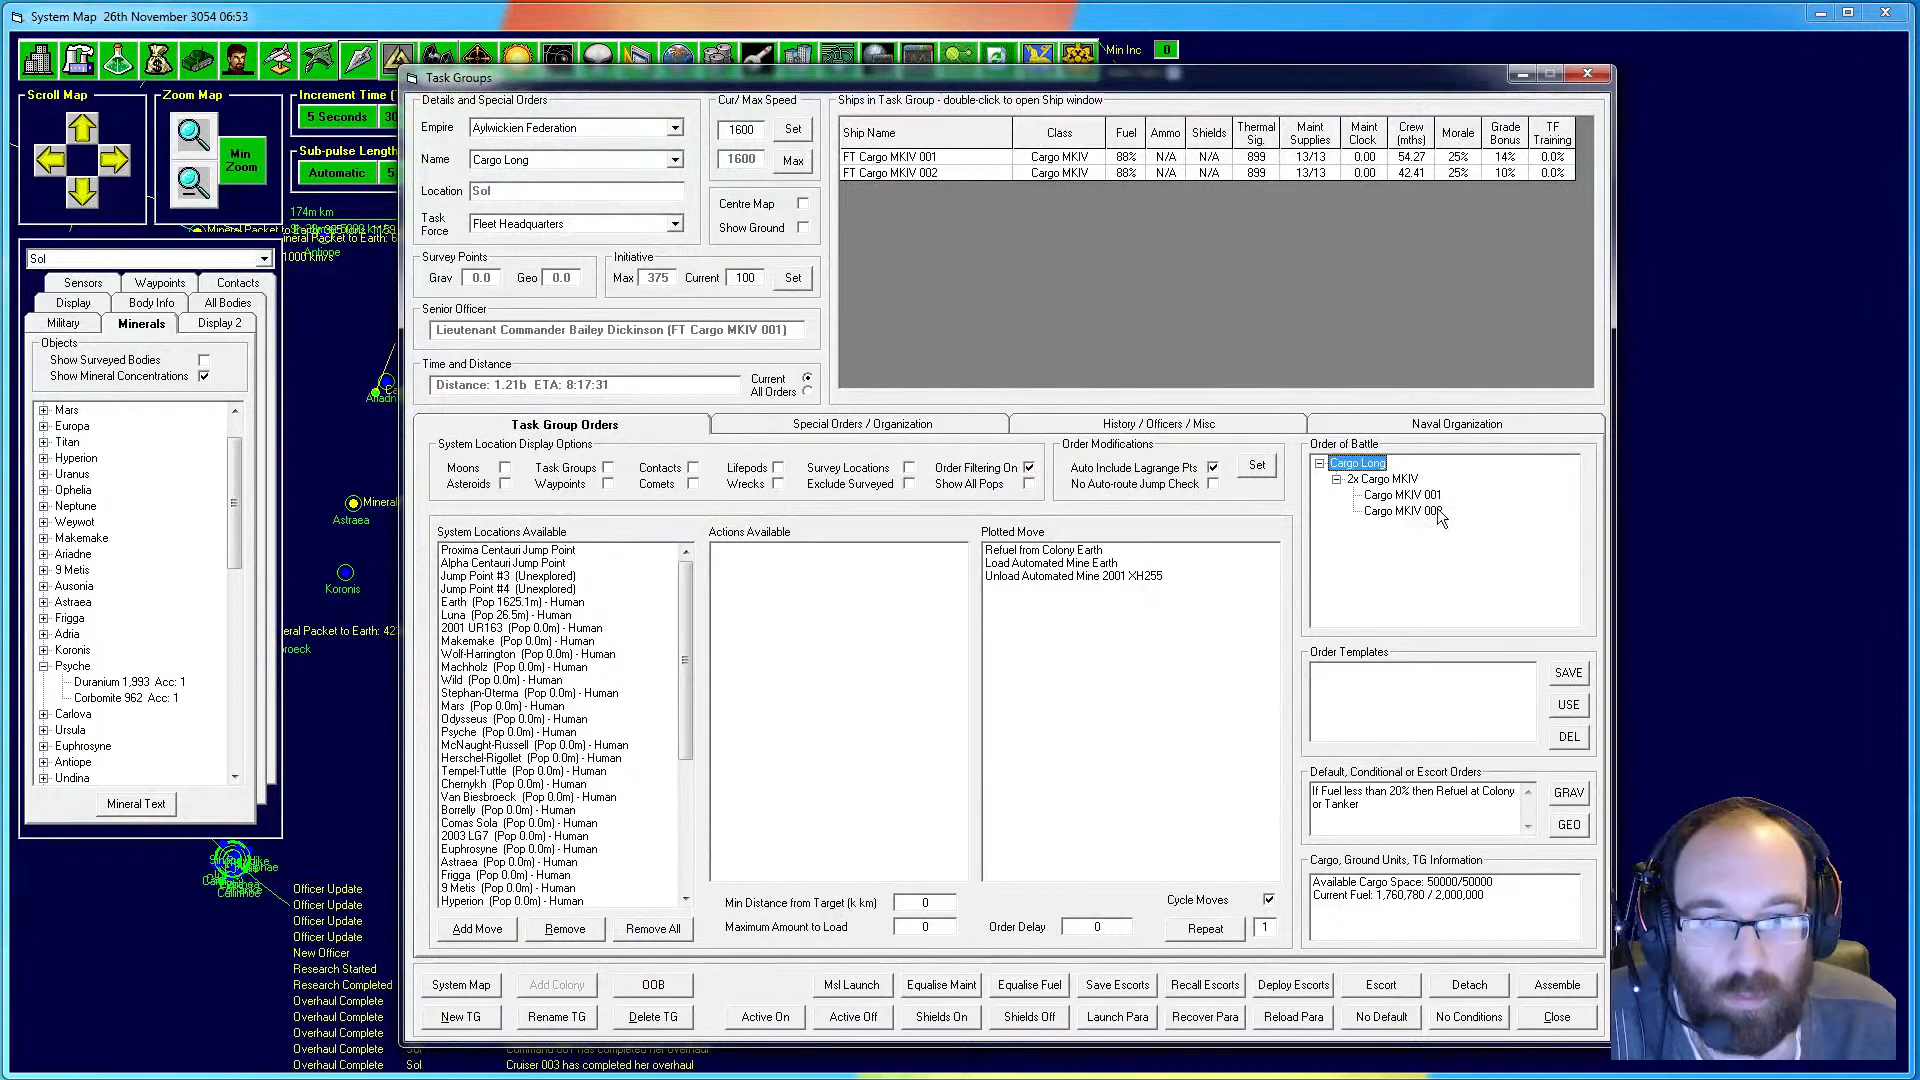 System Map 26th November 3054 06:53
Min Inc 0
Scroll Map
Zoom Map
Min Zoom
Increment Time (
5 Seconds 30
Sub-pulse Length
Automatic 5
174m km
Antiope
1000 km/s
Astraea
Koronis
Sol
Sensors Waypoints Contacts
Display Body Info All Bodies
Military Minerals Display 2
Objects
Show Surveyed Bodies
Show Mineral Concentrations
Mars
Europa
Titan
Hyperion
Uranus
Ophelia
Neptune
Weywot
Makemake
Ariadne
9 Metis
Ausonia
Astraea
Frigga
Adria
Koronis
Psyche
Duranium 1,993 Acc: 1
Corbomite 962 Acc: 1
Carlova
Ursula
Euphrosyne
Antiope
Undina
Mineral Text
Officer Update
Officer Update
Officer Update
Officer Update
New Officer
Research Started
Research Completed
Overhaul Complete
Overhaul Complete
Overhaul Complete
Overhaul Complete
Overhaul Complete Sol Cruiser 003 has completed her overhaul
Task Groups
Details and Special Orders
Empire Aylwickien Federation
Name Cargo Long
Location Sol
Task Force Fleet Headquarters
Cur/ Max Speed
1600 Set
1600 Max
Centre Map
Show Ground
Survey Points
Grav 0.0 Geo 0.0
Initiative
Max 375 Current 100 Set
Senior Officer
Lieutenant Commander Bailey Dickinson (FT Cargo MKIV 001)
Time and Distance
Distance: 1.21b ETA: 8:17:31
Current
All Orders
Ships in Task Group - double-click to open Ship window
Ship Name Class Fuel Ammo Shields Thermal Sig. Maint Supplies Maint Clock Crew (mths) Morale Grade Bonus TF Training
FT Cargo MKIV 001 Cargo MKIV 88% N/A N/A 899 13/13 0.00 54.27 25% 14% 0.0%
FT Cargo MKIV 002 Cargo MKIV 88% N/A N/A 899 13/13 0.00 42.41 25% 10% 0.0%
Task Group Orders Special Orders / Organization History / Officers / Misc Naval Organization
System Location Display Options
Moons Task Groups Contacts Lifepods Survey Locations Order Filtering On
Asteroids Waypoints Comets Wrecks Exclude Surveyed Show All Pops
Order Modifications
Auto Include Lagrange Pts Set
No Auto-route Jump Check
Order of Battle
Cargo Long
2x Cargo MKIV
Cargo MKIV 001
Cargo MKIV 002
System Locations Available
Proxima Centauri Jump Point
Alpha Centauri Jump Point
Jump Point #3 (Unexplored)
Jump Point #4 (Unexplored)
Earth (Pop 1625.1m) - Human
Luna (Pop 26.5m) - Human
2001 UR163 (Pop 0.0m) - Human
Makemake (Pop 0.0m) - Human
Wolf-Harrington (Pop 0.0m) - Human
Machholz (Pop 0.0m) - Human
Wild (Pop 0.0m) - Human
Stephan-Oterma (Pop 0.0m) - Human
Mars (Pop 0.0m) - Human
Odysseus (Pop 0.0m) - Human
Psyche (Pop 0.0m) - Human
McNaught-Russell (Pop 0.0m) - Human
Herschel-Rigollet (Pop 0.0m) - Human
Tempel-Tuttle (Pop 0.0m) - Human
Chernykh (Pop 0.0m) - Human
Van Biesbroeck (Pop 0.0m) - Human
Borrelly (Pop 0.0m) - Human
Comas Sola (Pop 0.0m) - Human
2003 LG7 (Pop 0.0m) - Human
Euphrosyne (Pop 0.0m) - Human
Astraea (Pop 0.0m) - Human
Frigga (Pop 0.0m) - Human
9 Metis (Pop 0.0m) - Human
Hyperion (Pop 0.0m) - Human
Actions Available
Plotted Move
Refuel from Colony Earth
Load Automated Mine Earth
Unload Automated Mine 2001 XH255
Order Templates
SAVE
USE
DEL
Default, Conditional or Escort Orders
If Fuel less than 20% then Refuel at Colony
or Tanker
GRAV
GEO
Cargo, Ground Units, TG Information
Available Cargo Space: 50000/50000
Current Fuel: 1,760,780 / 2,000,000
Min Distance from Target (k km) 0
Maximum Amount to Load 0
Order Delay 0
Cycle Moves
Repeat 1
Add Move Remove Remove All
System Map Add Colony OOB Msl Launch Equalise Maint Equalise Fuel Save Escorts Recall Escorts Deploy Escorts Escort Detach Assemble
New TG Rename TG Delete TG Active On Active Off Shields On Shields Off Launch Para Recover Para Reload Para No Default No Conditions Close